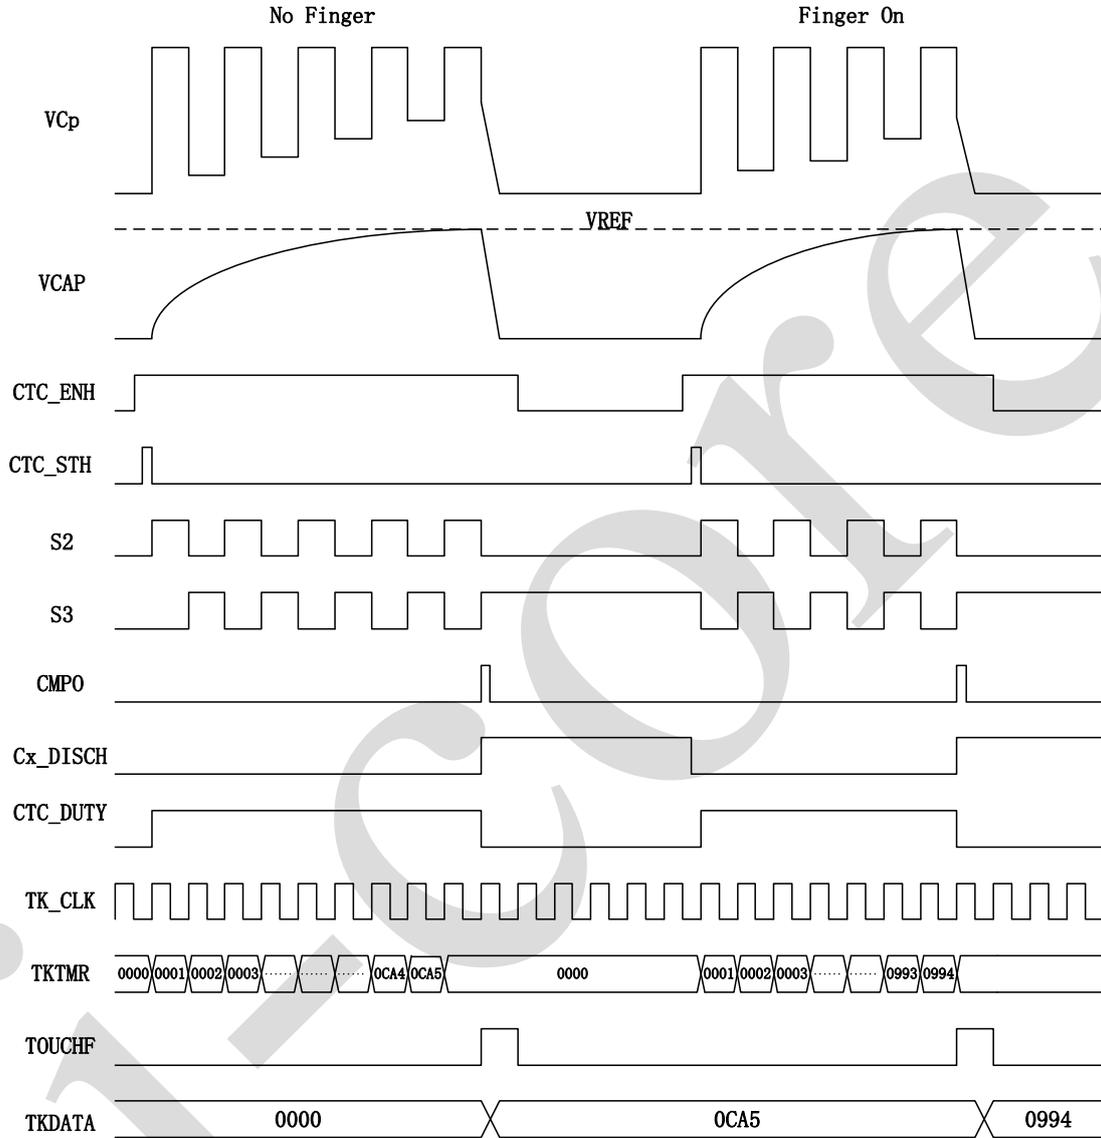 No Finger Finger On
VCp
VREF
VCAP
CTC_ENH
CTC_STH
S2
S3
CMPO
Cx_DISCH
CTC_DUTY
TK_CLK
TKTMR 0000 0001 0002 0003 ...... ...... ...... 0CA4 0CA5 0000 0001 0002 0003 ...... ...... 0993 0994
TOUCHF
TKDATA 0000 0CA5 0994
i-core